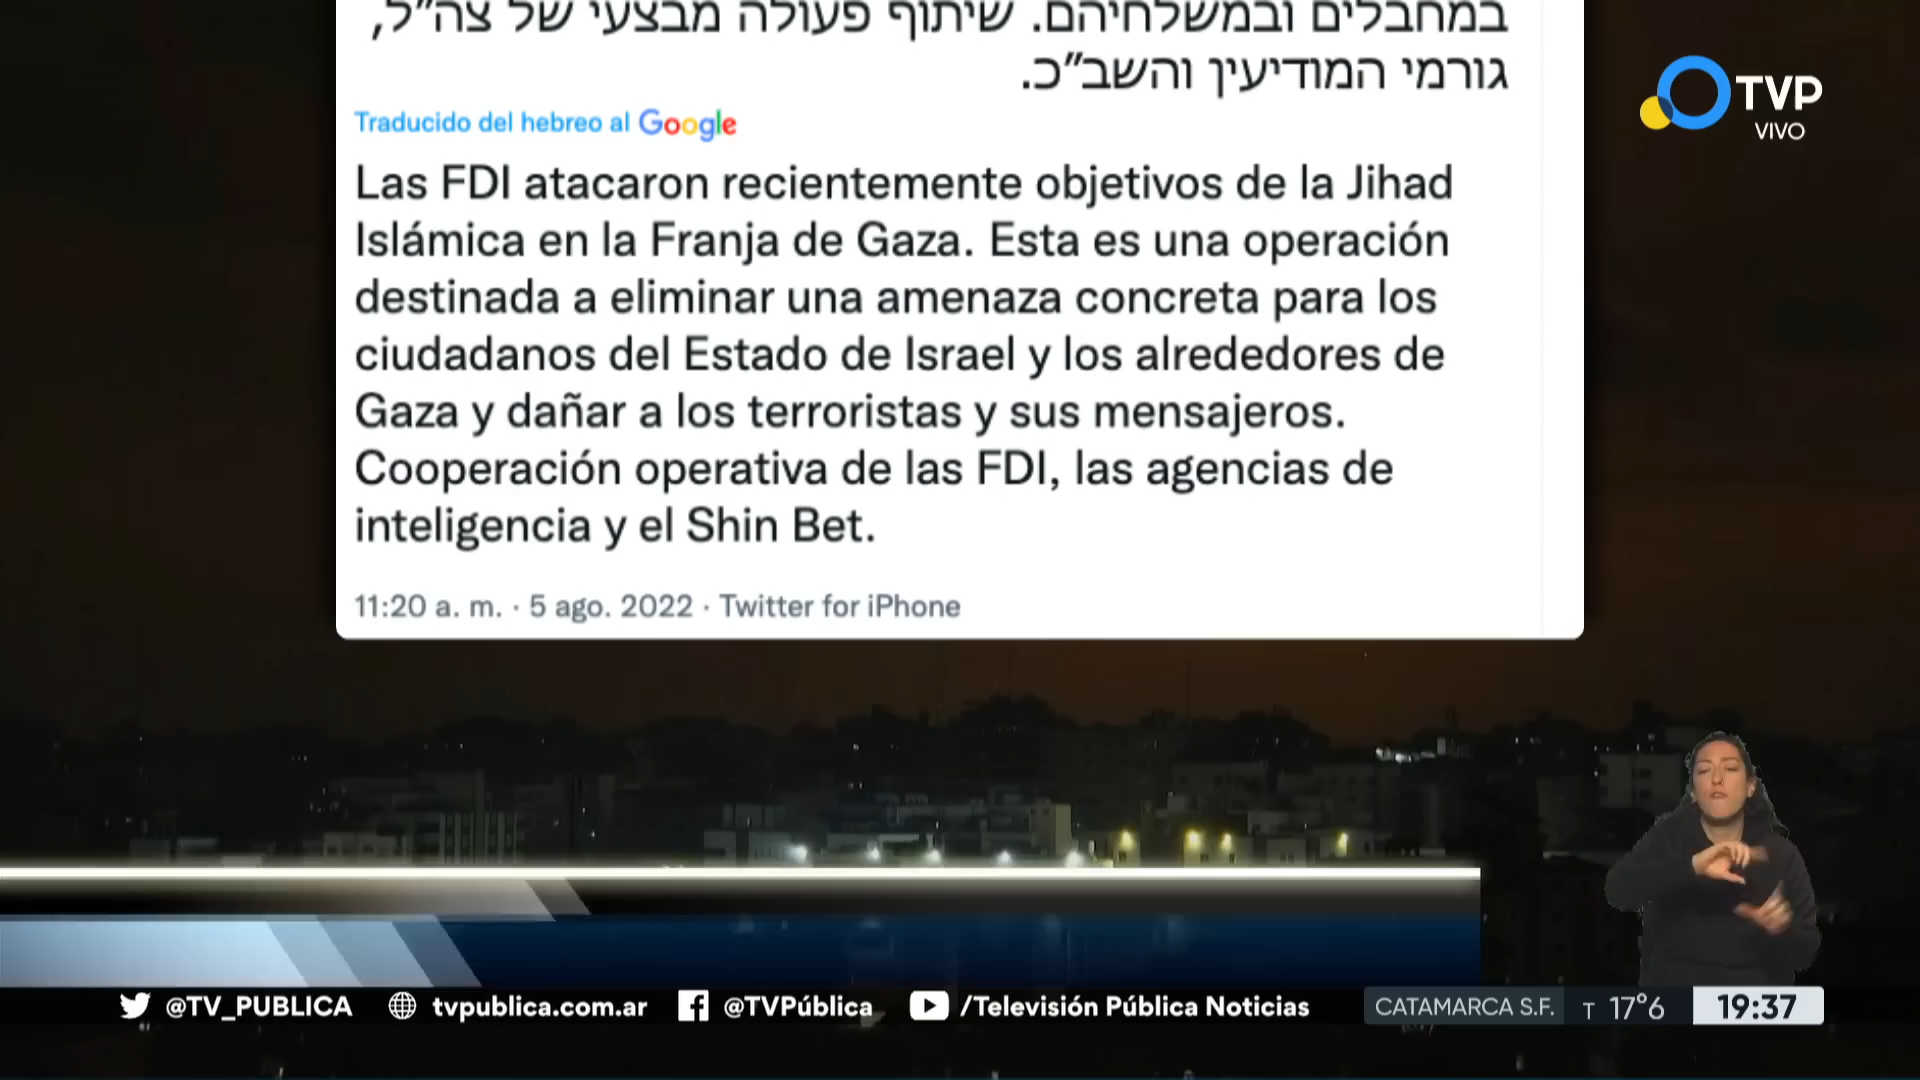 במחבלים ובמשלחיהם. שיתוף פעולה מבצעי של צה"ל,
גורמי המודיעין והשב"כ.
Traducido del hebreo al Google
Las FDI atacaron recientemente objetivos de la Jihad
Islámica en la Franja de Gaza. Esta es una operación
destinada a eliminar una amenaza concreta para los
ciudadanos del Estado de Israel y los alrededores de
Gaza y dañar a los terroristas y sus mensajeros.
Cooperación operativa de las FDI, las agencias de
inteligencia y el Shin Bet.
11:20 a. m. · 5 ago. 2022 · Twitter for iPhone
TVP
VIVO
@TV_PUBLICA tvpublica.com.ar @TVPública /Televisión Pública Noticias CATAMARCA S.F. T 17°6 19:37